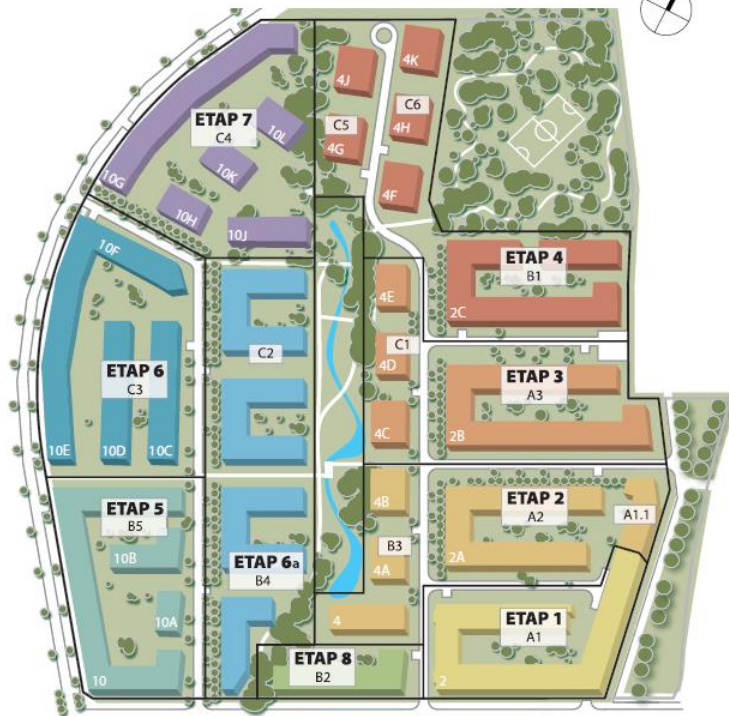 4K
4J
ETAP 7
C4
10L
C6
C5
4H
4G
10K
10G
4F
10H
10J
10F
ETAP 4
B1
4E
2C
C1
C2
4D
ETAP 6
C3
ETAP 3
A3
4C
2B
10E
10D
10C
ETAP 5
B5
ETAP 2
A2
4B
A1.1
B3
10B
ETAP 6a
B4
4A
2A
10A
4
ETAP 1
A1
ETAP 8
B2
10
2